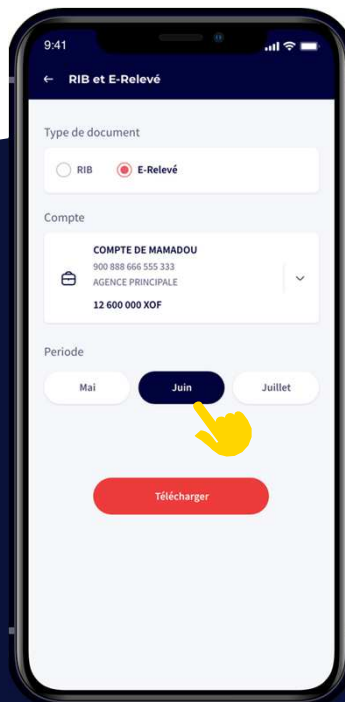 9:41
← RIB et E-Relevé
Type de document
RIB E-Relevé
Compte
COMPTE DE MAMADOU
900 888 666 555 333
AGENCE PRINCIPALE
12 600 000 XOF
Periode
Mai Juin Juillet
Télécharger